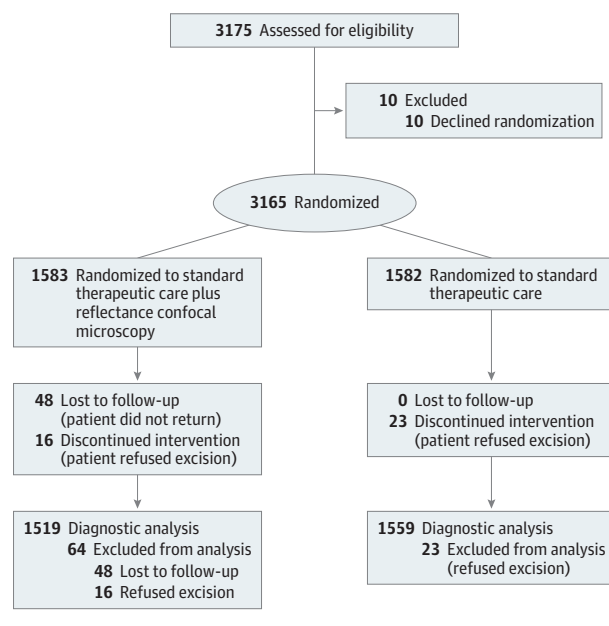 3175 Assessed for eligibility
10 Excluded
10 Declined randomization
3165 Randomized
1583 Randomized to standard
therapeutic care plus
reflectance confocal
microscopy
1582 Randomized to standard
therapeutic care
48 Lost to follow-up
(patient did not return)
16 Discontinued intervention
(patient refused excision)
0 Lost to follow-up
23 Discontinued intervention
(patient refused excision)
1519 Diagnostic analysis
64 Excluded from analysis
48 Lost to follow-up
16 Refused excision
1559 Diagnostic analysis
23 Excluded from analysis
(refused excision)